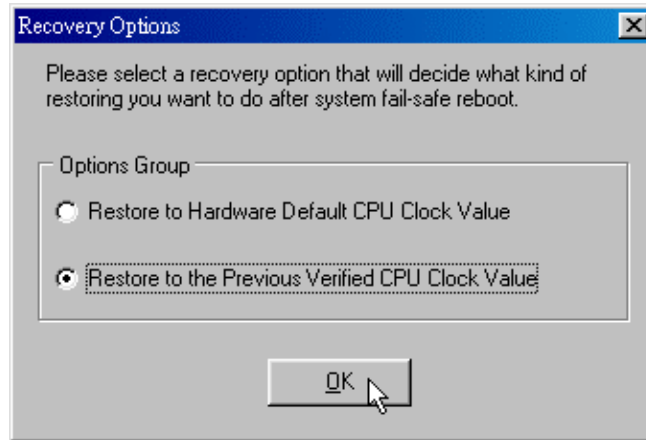 Recovery Options
Please select a recovery option that will decide what kind of
restoring you want to do after system fail-safe reboot.
Options Group
Restore to Hardware Default CPU Clock Value
Restore to the Previous Verified CPU Clock Value
OK